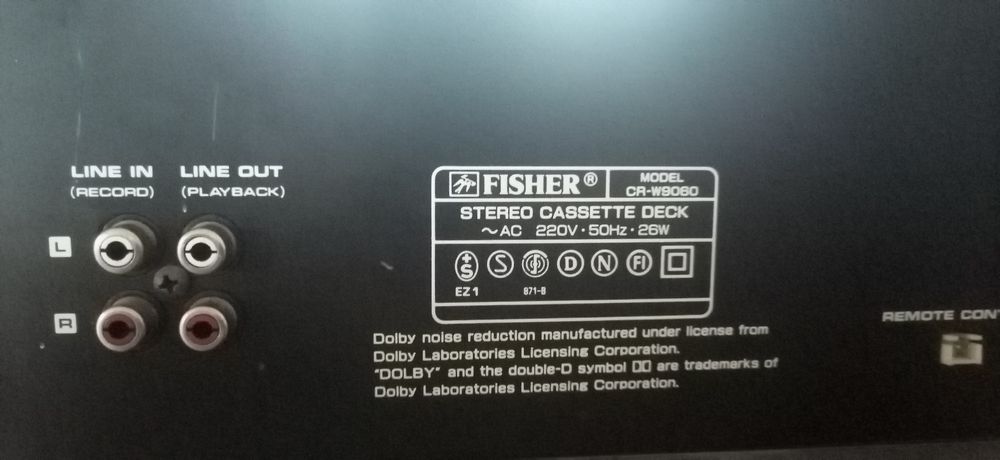 LINE IN LINE OUT
(RECORD) (PLAYBACK)
L
R
FISHER® MODEL
CR-W9060
STEREO CASSETTE DECK
~AC 220V·50Hz·26W
+S S D N FI
EZ1 871-8
Dolby noise reduction manufactured under license from
Dolby Laboratories Licensing Corporation.
"DOLBY" and the double-D symbol are trademarks of
Dolby Laboratories Licensing Corporation.
REMOTE CONT